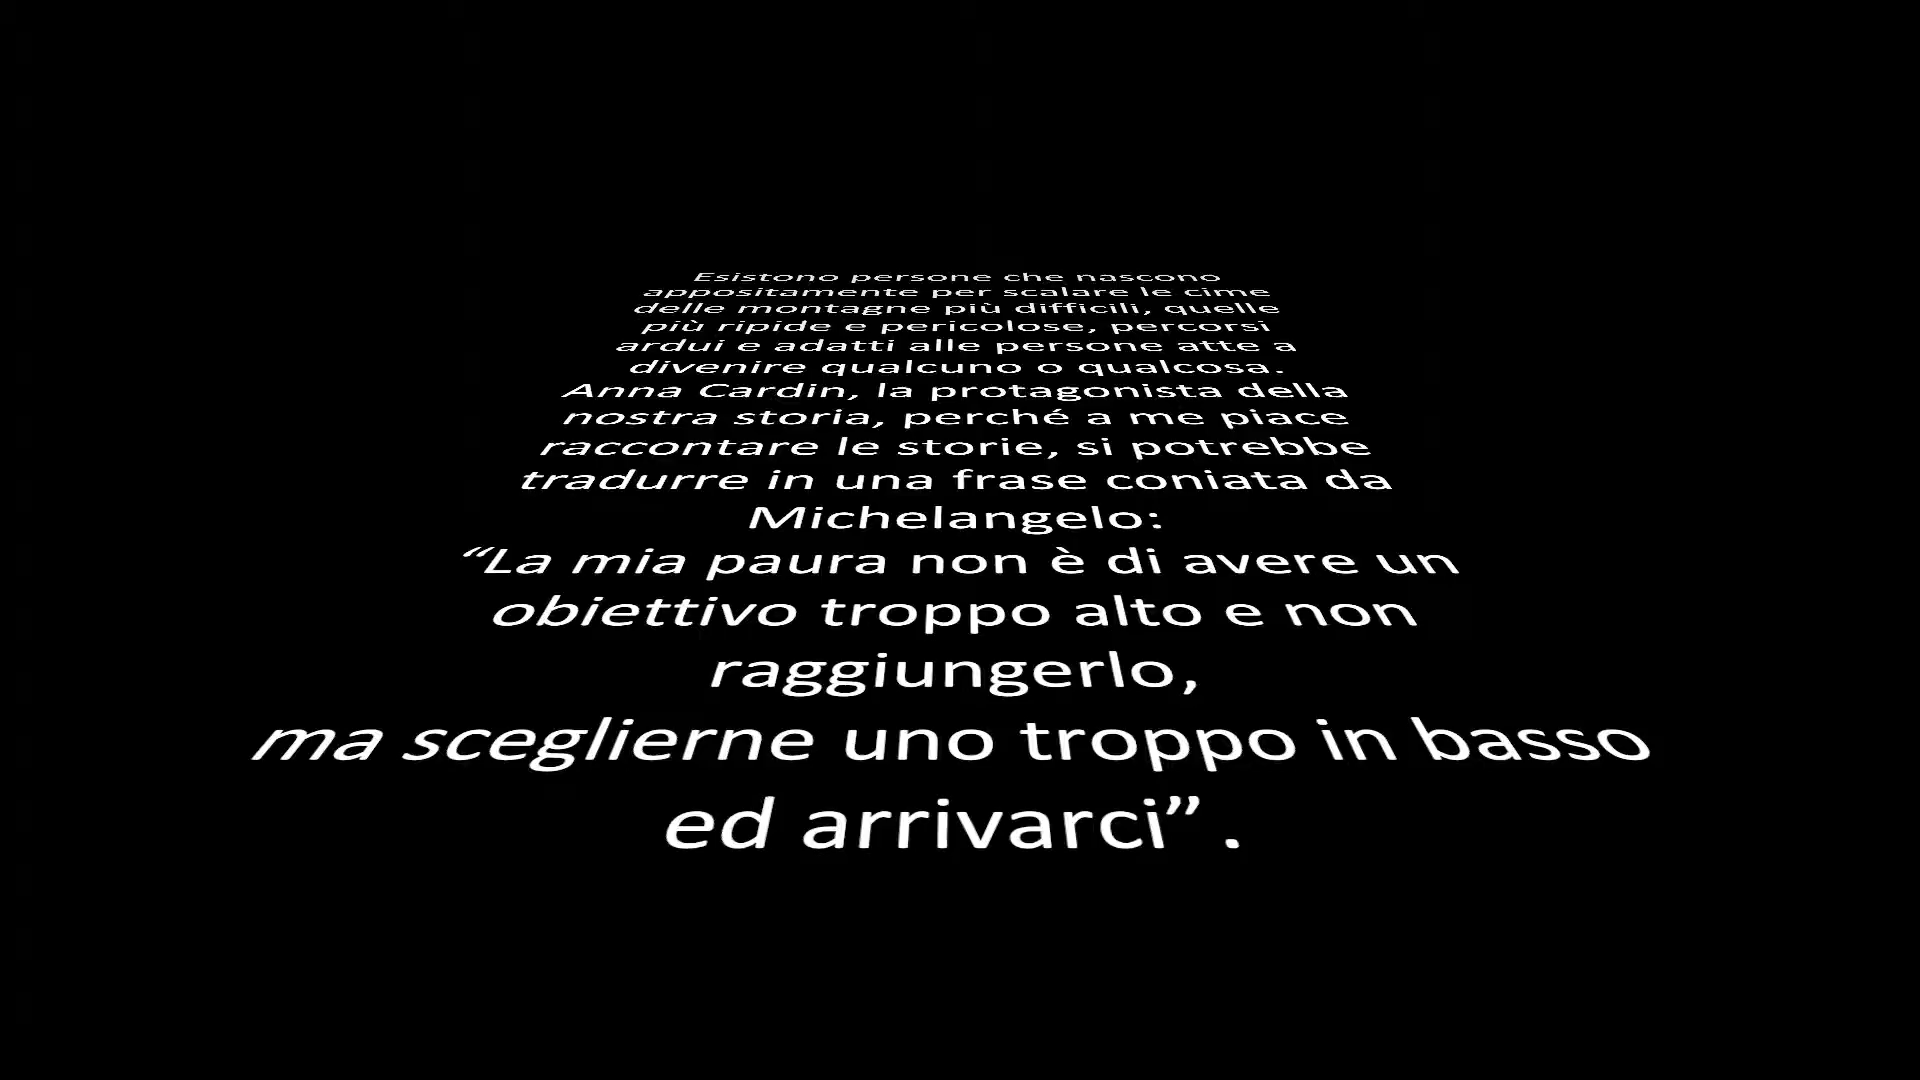 Esistono persone che nascono
appositamente per scalare le cime
delle montagne più difficili, quelle
più ripide e pericolose, percorsi
ardui e adatti alle persone atte a
divenire qualcuno o qualcosa.
Anna Cardin, la protagonista della
nostra storia, perché a me piace
raccontare le storie, si potrebbe
tradurre in una frase coniata da
Michelangelo:
“La mia paura non è di avere un
obiettivo troppo alto e non
raggiungerlo,
ma sceglierne uno troppo in basso
ed arrivarci” .